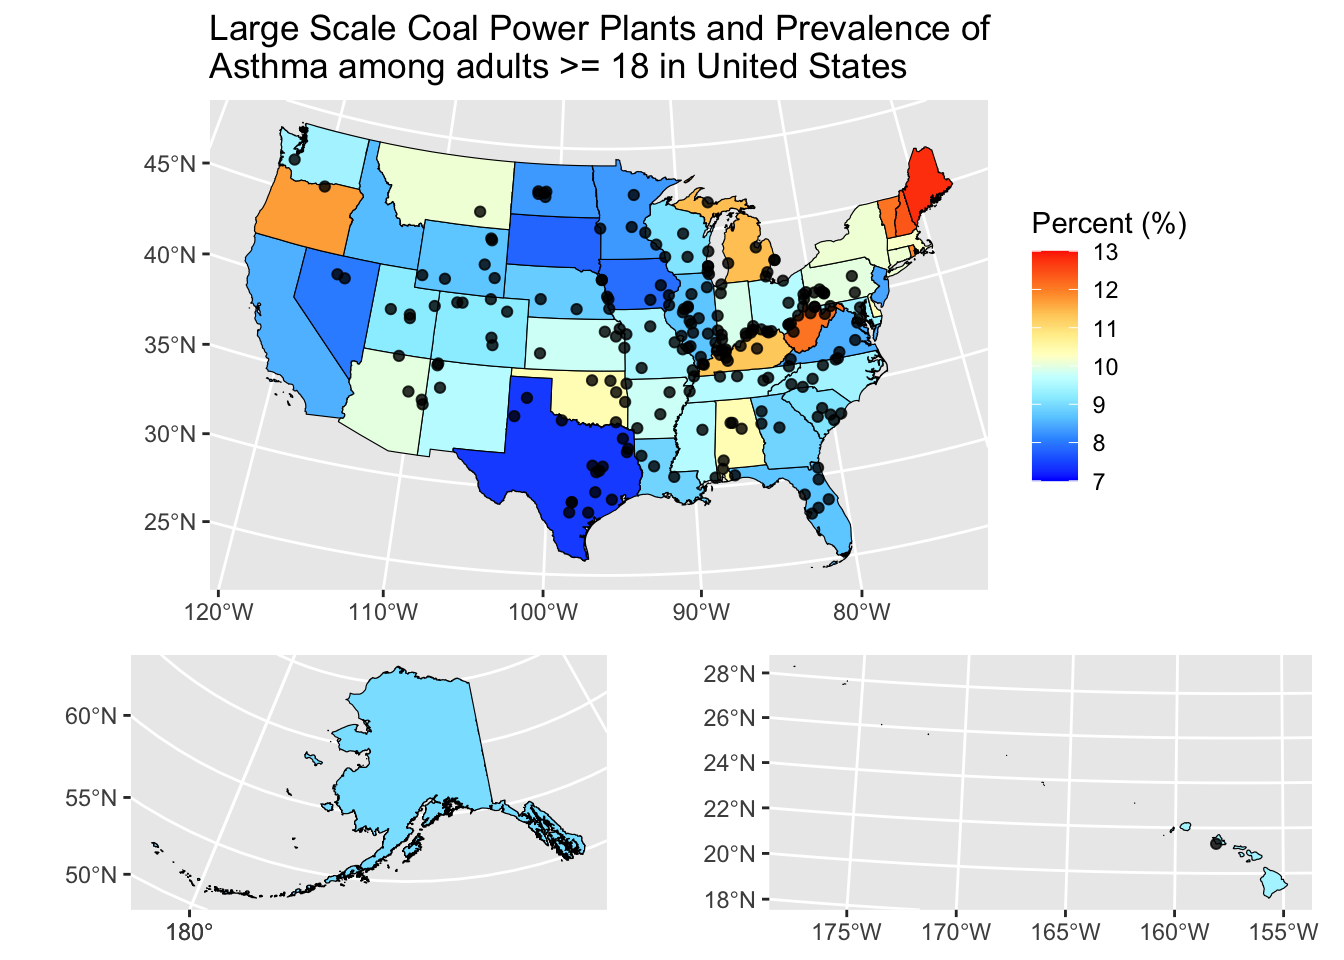 Large Scale Coal Power Plants and Prevalence of
Asthma among adults >= 18 in United States
45°N
40°N
35°N
30°N
25°N
120°W
110°W
100°W
90°W
80°W
Percent (%)
13
12
11
10
9
8
7
60°N
55°N
50°N
180°
28°N
26°N
24°N
22°N
20°N
18°N
175°W
170°W
165°W
160°W
155°W